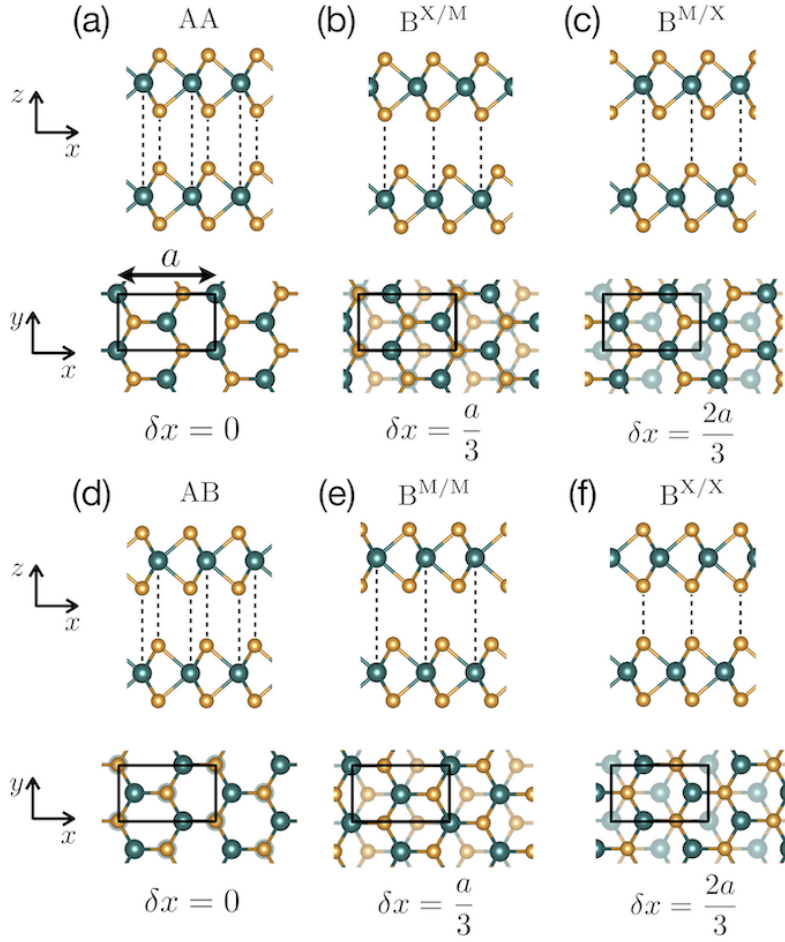 (a) AA (b) B^{X/M} (c) B^{M/X}
z
x
a
y
x
δx = 0 δx = a/3 δx = 2a/3
(d) AB (e) B^{M/M} (f) B^{X/X}
z
x
y
x
δx = 0 δx = a/3 δx = 2a/3